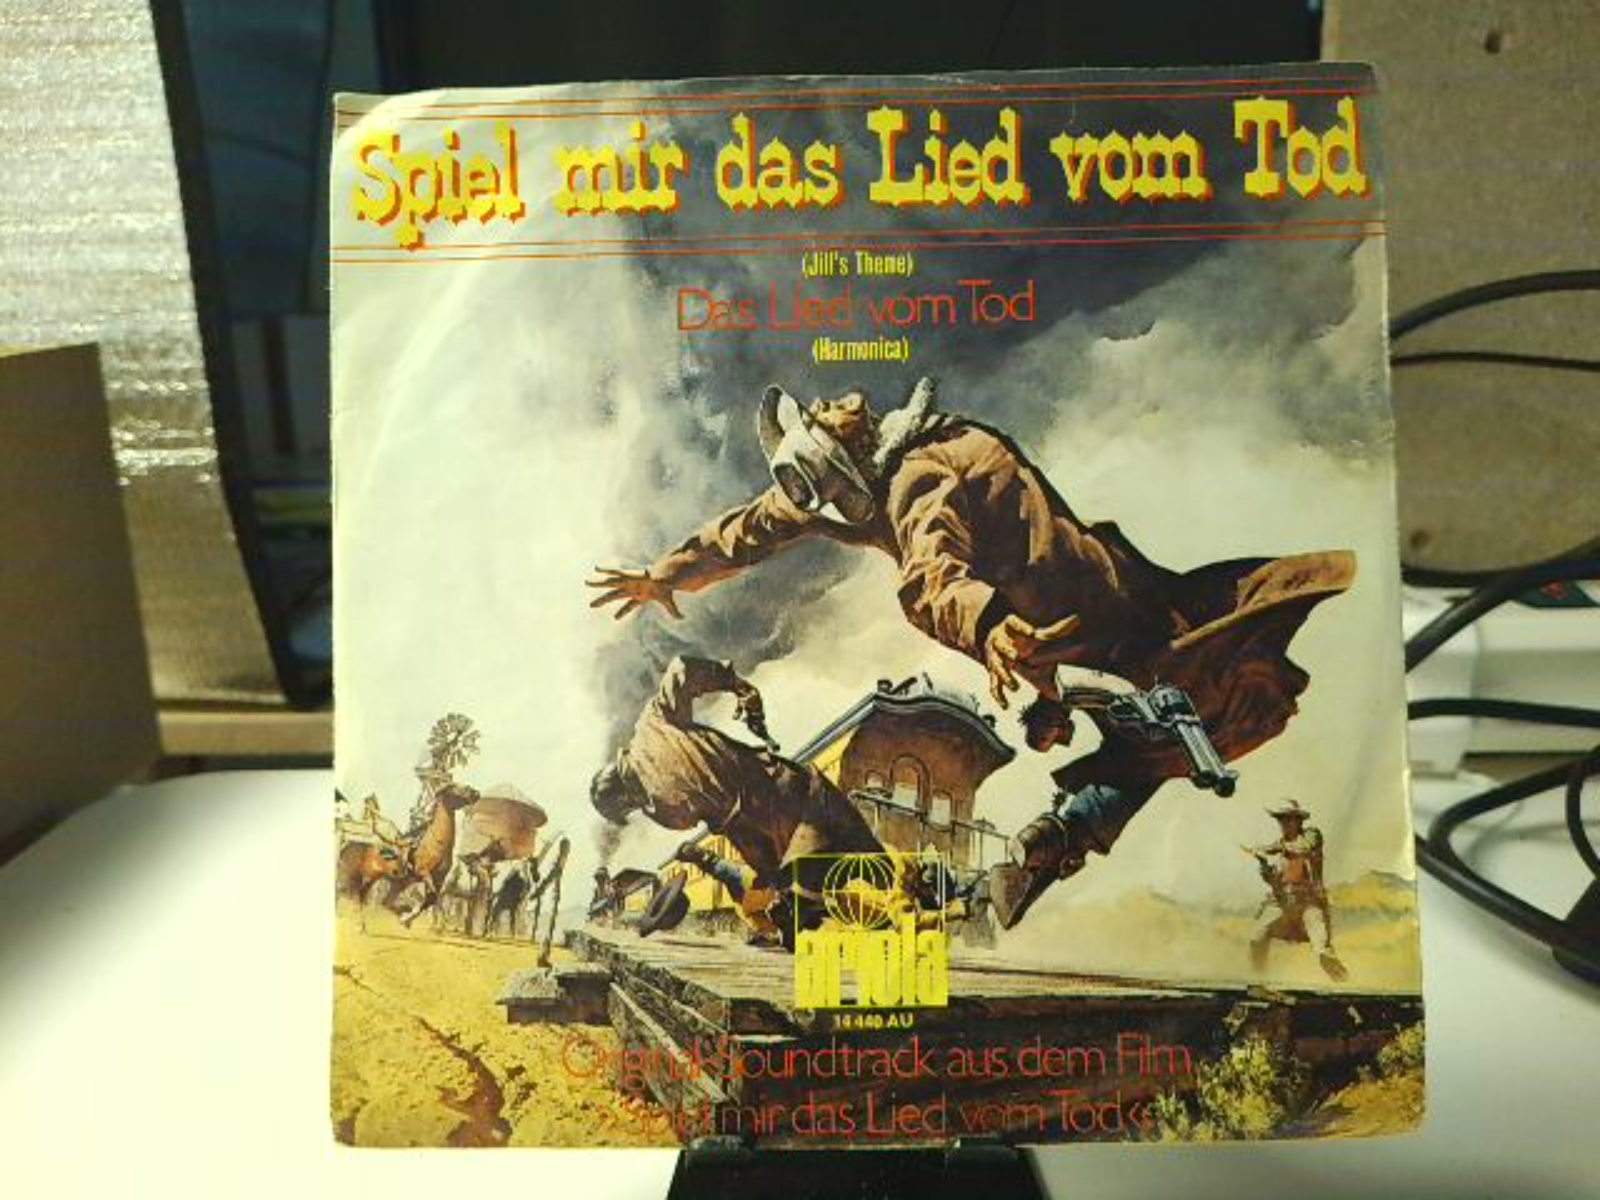 Spiel mir das Lied vom Tod
(Jill's Theme)
Das Lied vom Tod
(Harmonica)
ariola
14 440 AU
Original-Soundtrack aus dem Film
»Spiel mir das Lied vom Tod«